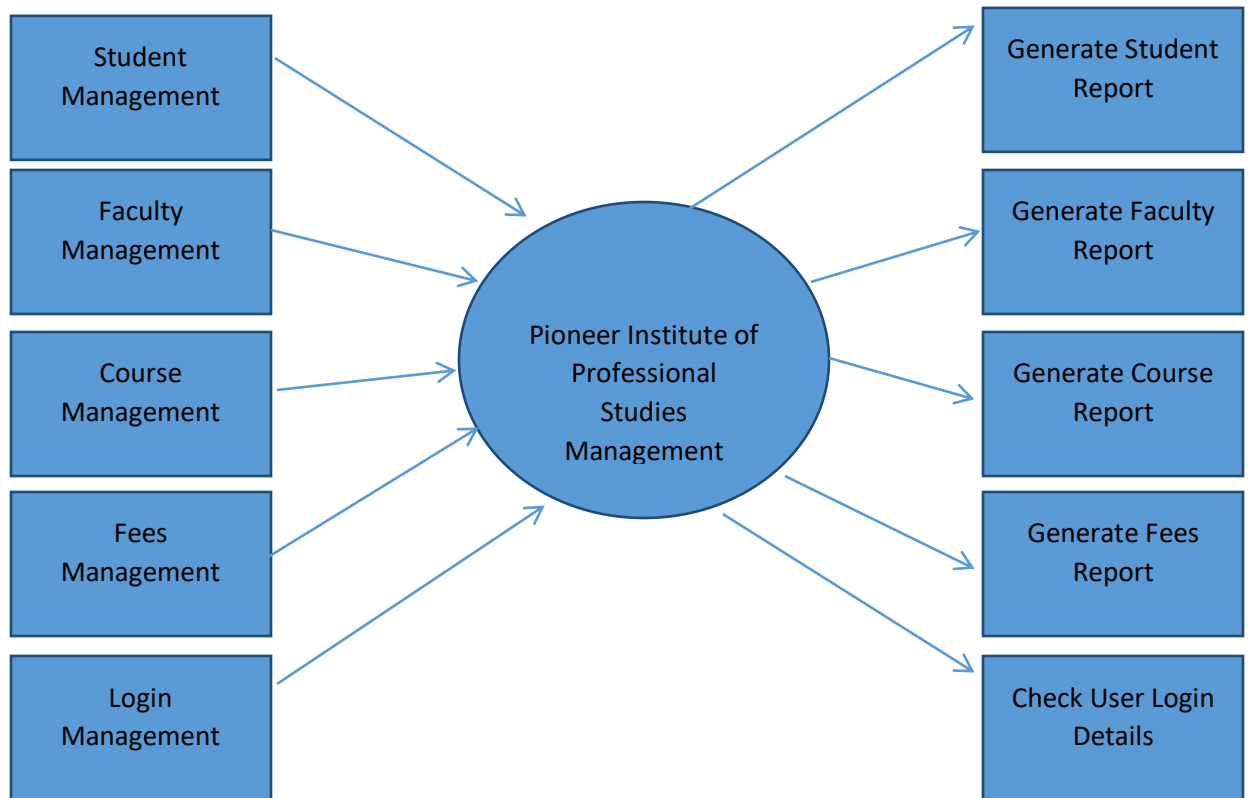 Student
Management
Faculty
Management
Course
Management
Fees
Management
Login
Management
Pioneer Institute of
Professional
Studies
Management
Generate Student
Report
Generate Faculty
Report
Generate Course
Report
Generate Fees
Report
Check User Login
Details